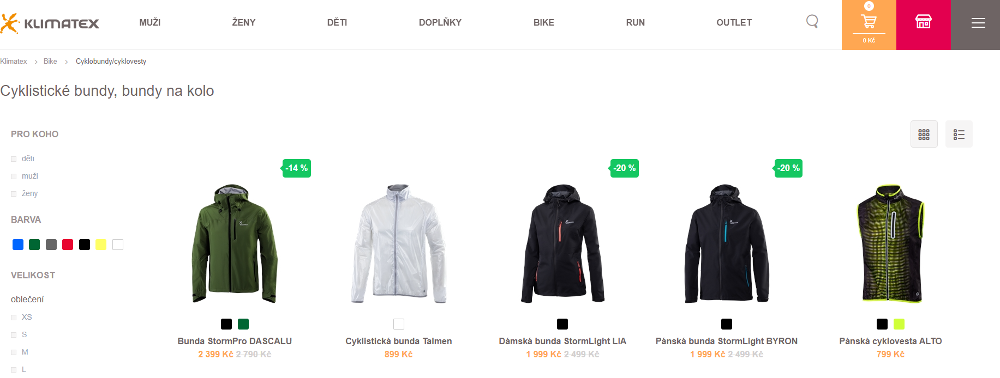 KLIMATEX
MUŽI
ŽENY
DĚTI
DOPLŇKY
BIKE
RUN
OUTLET
0
0 Kč
Klimatex > Bike > Cyklobundy/cyklovesty
Cyklistické bundy, bundy na kolo
PRO KOHO
děti
muži
ženy
BARVA
VELIKOST
oblečení
XS
S
M
L
-14 %
Bunda StormPro DASCALU
2 399 Kč 2 790 Kč
Cyklistická bunda Talmen
899 Kč
-20 %
Dámská bunda StormLight LIA
1 999 Kč 2 499 Kč
-20 %
Pánská bunda StormLight BYRON
1 999 Kč 2 499 Kč
Pánská cyklovesta ALTO
799 Kč